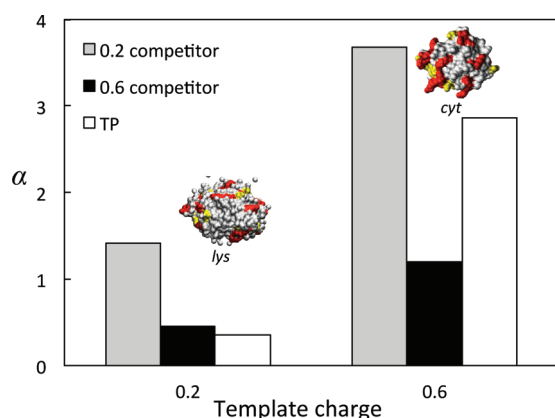 4
0.2 competitor
cyt
0.6 competitor
3
TP
α
2
lys
1
0
0.2
0.6
Template charge